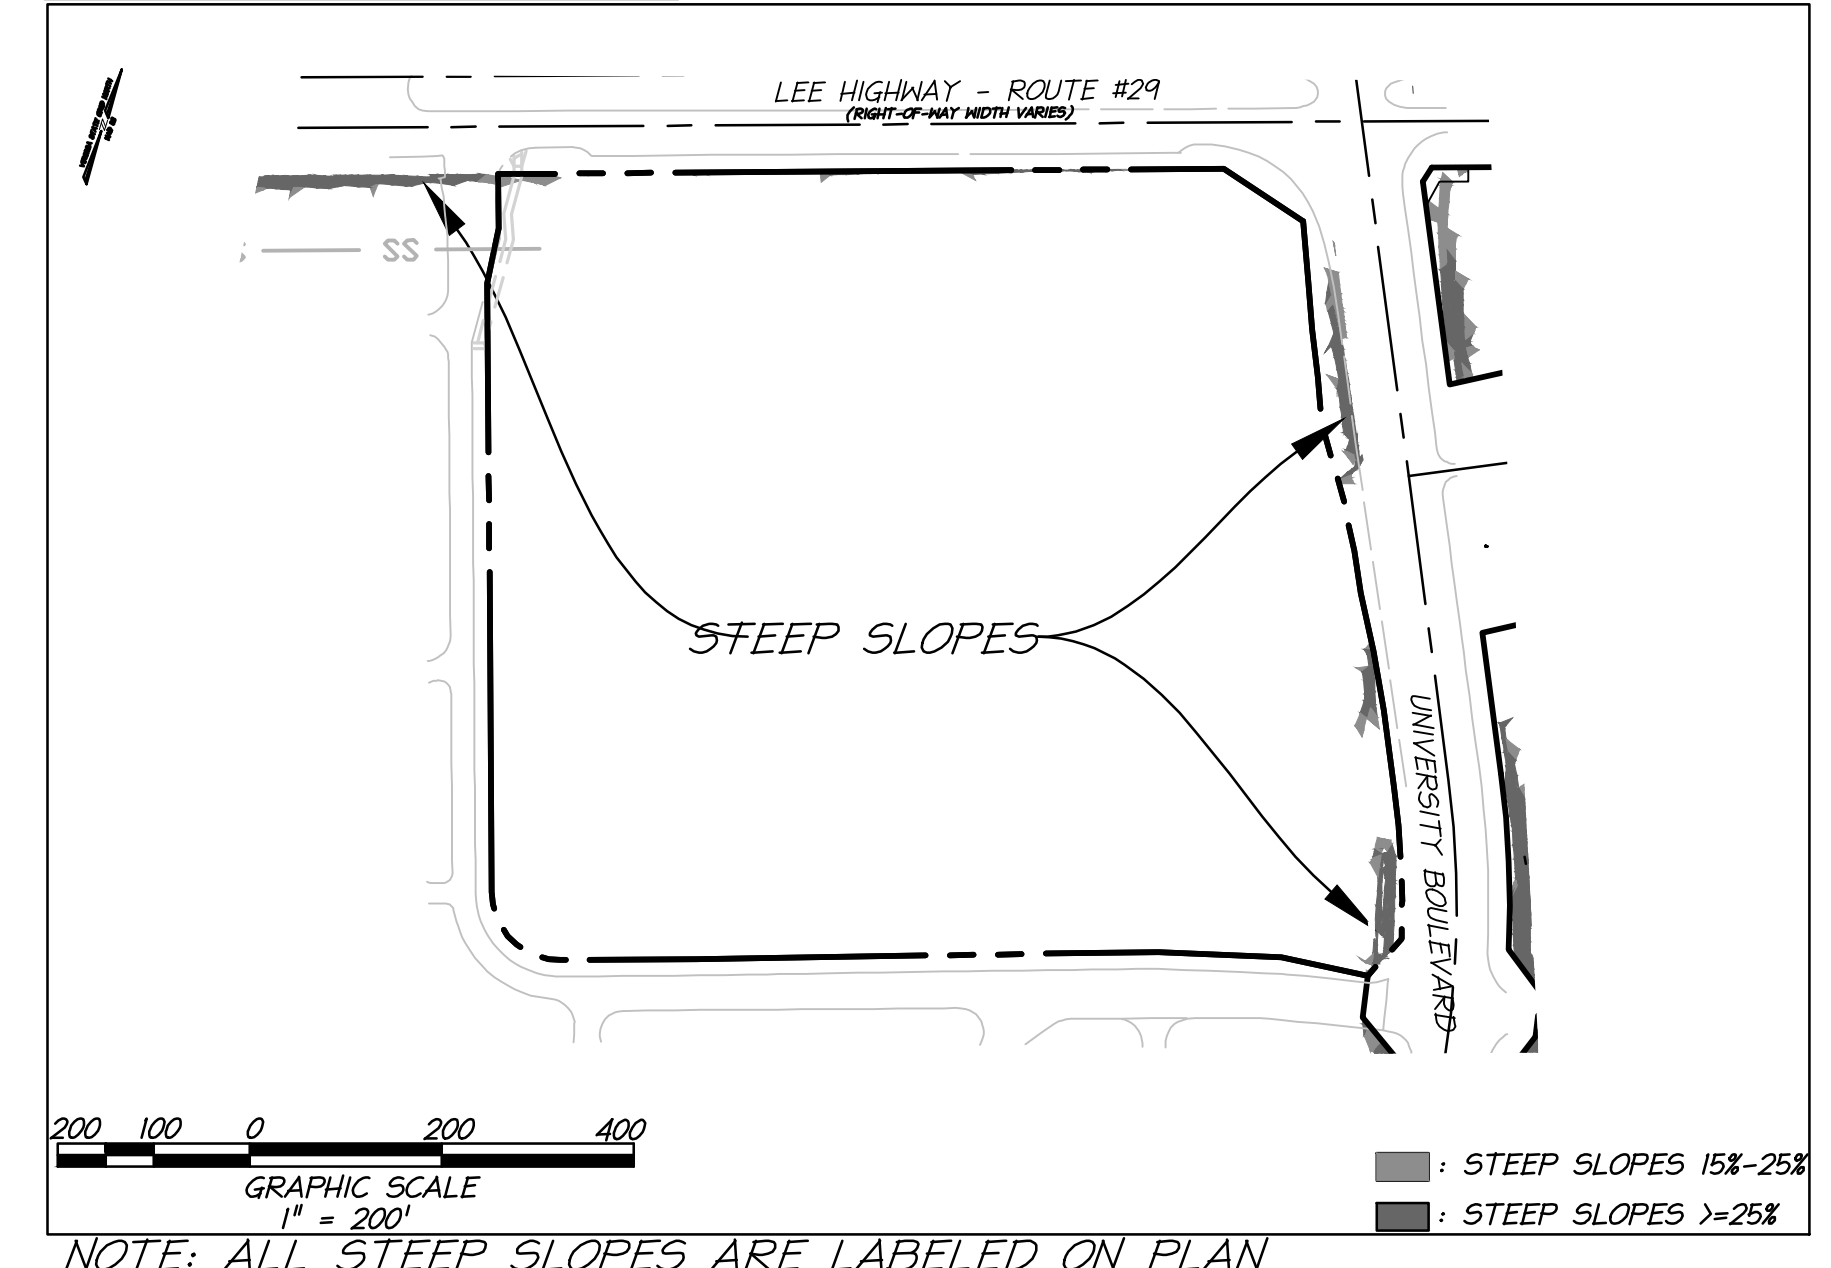 LEE HIGHWAY - ROUTE #29
(RIGHT-OF-WAY WIDTH VARIES)
SS
STEEP SLOPES
UNIVERSITY BOULEVARD
200 100 0 200 400
GRAPHIC SCALE
1" = 200'
: STEEP SLOPES 15%-25%
: STEEP SLOPES >=25%
NOTE: ALL STEEP SLOPES ARE LABELED ON PLAN